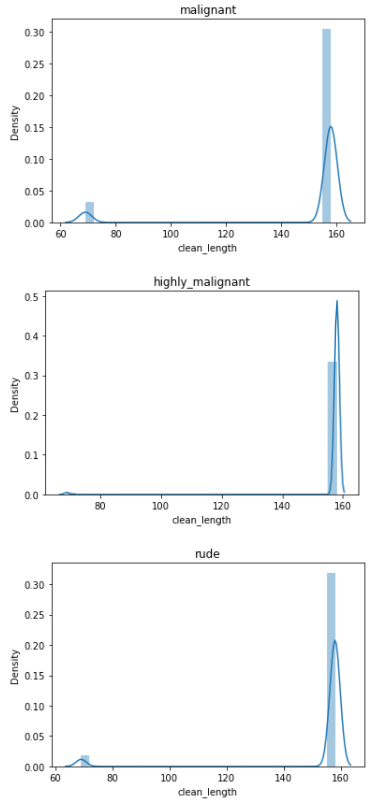 malignant
0.30
0.25
0.20
0.15
0.10
0.05
0.00
Density
60 80 100 120 140 160
clean_length
highly_malignant
0.5
0.4
0.3
0.2
0.1
0.0
Density
80 100 120 140 160
clean_length
rude
0.30
0.25
0.20
0.15
0.10
0.05
0.00
Density
60 80 100 120 140 160
clean_length